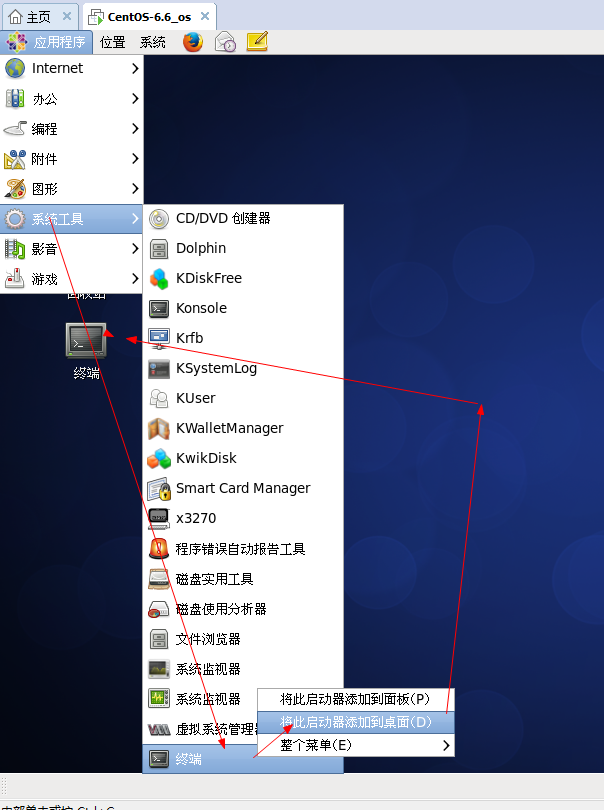 主页
CentOS-6.6_os
应用程序 位置 系统
Internet
办公
编程
附件
图形
系统工具
影音
游戏
终端
CD/DVD 创建器
Dolphin
KDiskFree
Konsole
Krfb
KSystemLog
KUser
KWalletManager
KwikDisk
Smart Card Manager
x3270
程序错误自动报告工具
磁盘实用工具
磁盘使用分析器
文件浏览器
系统监视器
系统监视器
虚拟系统管理器
终端
将此启动器添加到面板(P)
将此启动器添加到桌面(D)
整个菜单(E)